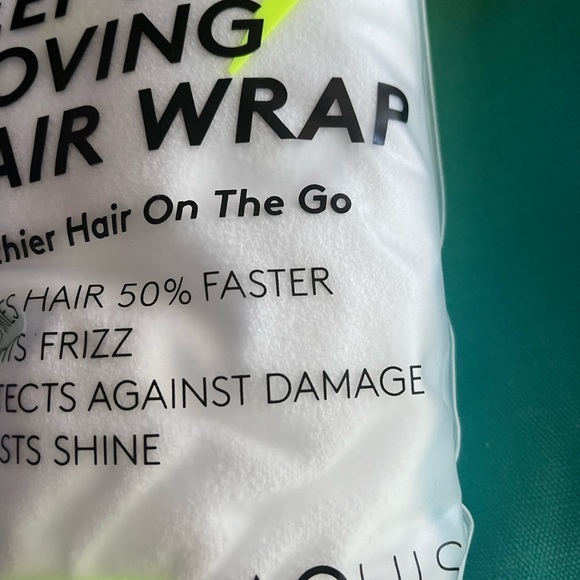 OVING
AIR WRAP
hier Hair On The Go
HAIR 50% FASTER
S FRIZZ
TECTS AGAINST DAMAGE
STS SHINE